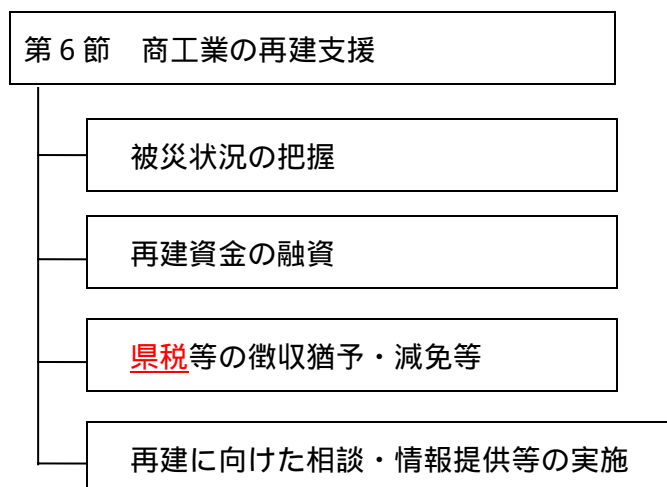 第6節　商工業の再建支援
被災状況の把握
再建資金の融資
県税等の徴収猶予・減免等
再建に向けた相談・情報提供等の実施